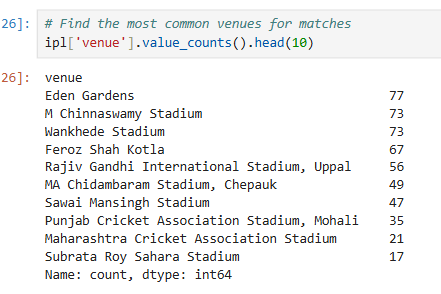 26]: # Find the most common venues for matches
ipl['venue'].value_counts().head(10)
26]: venue
Eden Gardens 77
M Chinnaswamy Stadium 73
Wankhede Stadium 73
Feroz Shah Kotla 67
Rajiv Gandhi International Stadium, Uppal 56
MA Chidambaram Stadium, Chepauk 49
Sawai Mansingh Stadium 47
Punjab Cricket Association Stadium, Mohali 35
Maharashtra Cricket Association Stadium 21
Subrata Roy Sahara Stadium 17
Name: count, dtype: int64